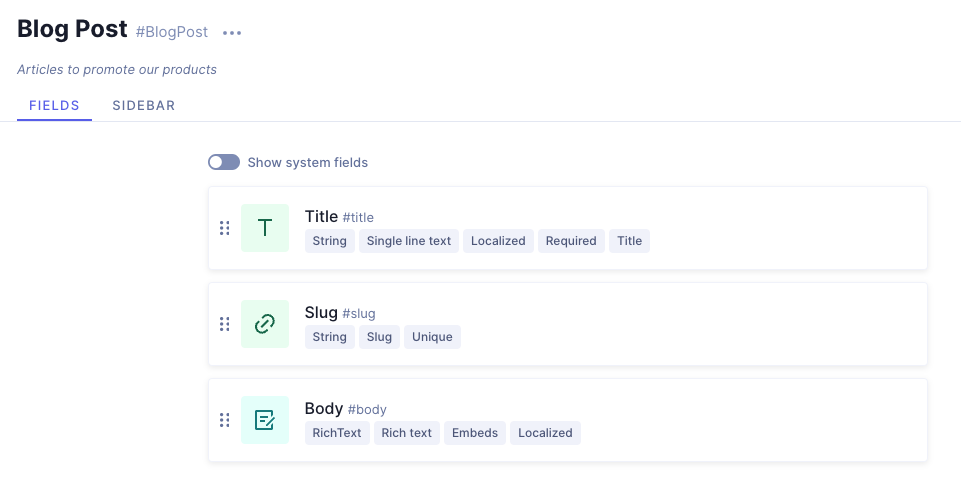 Blog Post #BlogPost
Articles to promote our products
FIELDS SIDEBAR
Show system fields
Title #title
String Single line text Localized Required Title
Slug #slug
String Slug Unique
Body #body
RichText Rich text Embeds Localized